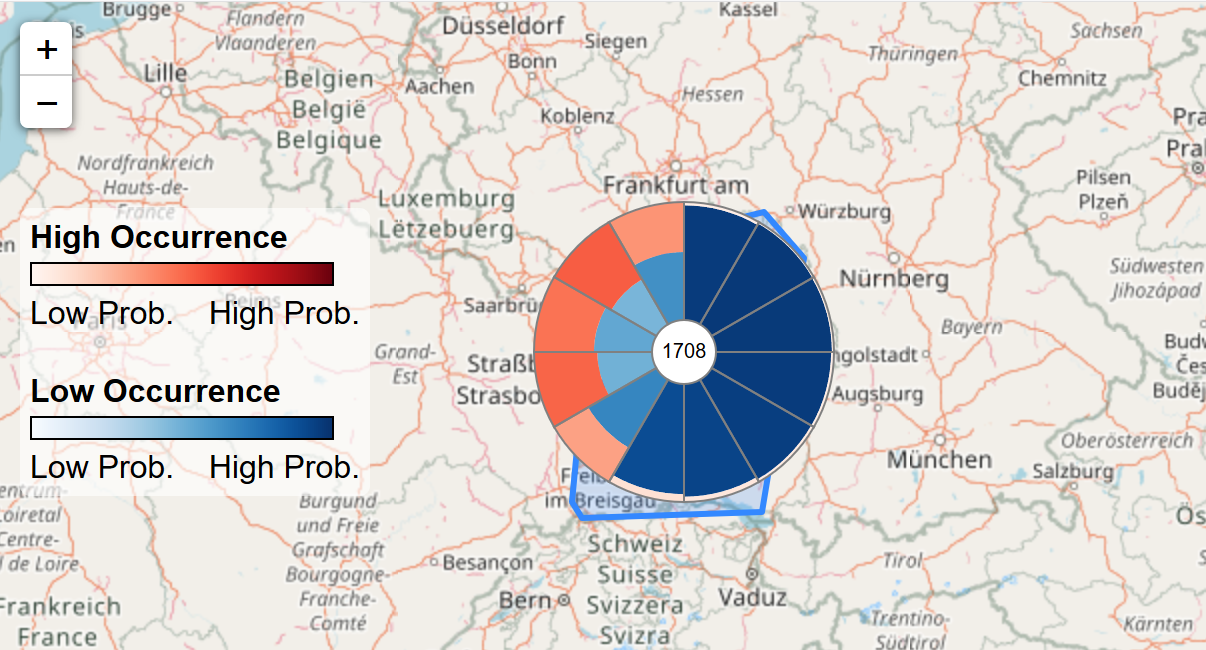 Brugge
Flandern
Vlaanderen
Düsseldorf
Kassel
Siegen
Thüringen
Sachsen
+
−
Lille
Belgien
België
Belgique
Aachen
Bonn
Koblenz
Hessen
Chemnitz
Nordfrankreich
Hauts-de-
France
Luxemburg
Lëtzebuerg
Frankfurt am
Würzburg
Pilsen
Plzeň
Nürnberg
Südwesten
Jihozápad
High Occurrence
Low Prob. High Prob.
Reims
Paris
Saarbrü
Grand-
Est
Straßb
Strasbo
1708
ngolstadt
Augsburg
Bayern
Budw
Čes
Buděj
Low Occurrence
Low Prob. High Prob.
München
Oberösterreich
Salzburg
Freib
im Breisgau
Burgund
und Freie
Grafschaft
Bourgogne-
Franche-
Comté
entrum-
Loiretal
Centre-
l de Loire
Besançon
Bern
Schweiz
Suisse
Svizzera
Svizra
Vaduz
Tirol
Trentino-
Südtirol
Kärnten
Ös
Frankreich
France